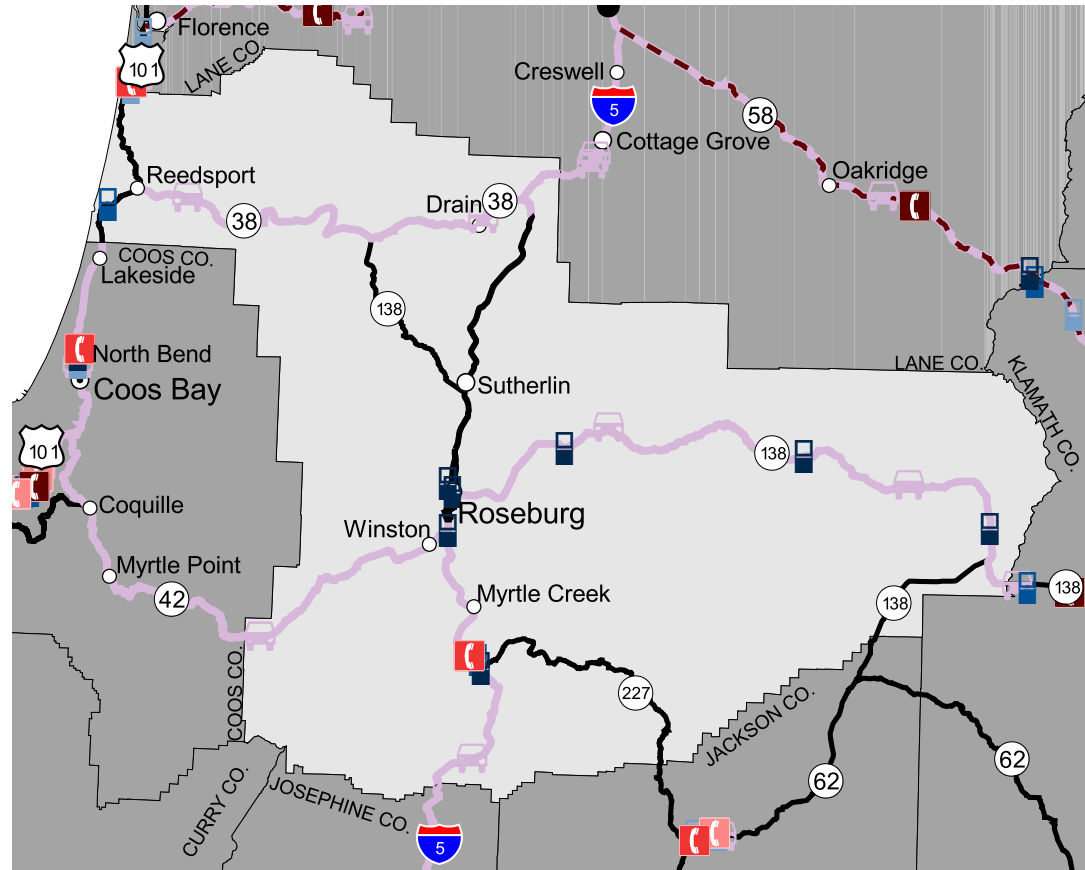 Florence
LANE CO.
101
Creswell
5
58
Cottage Grove
Oakridge
Reedsport
Drain
38
38
COOS CO.
Lakeside
138
North Bend
Coos Bay
LANE CO.
KLAMATH CO.
Sutherlin
101
138
Coquille
Roseburg
Winston
Myrtle Point
42
Myrtle Creek
138
138
COOS CO.
227
JACKSON CO.
62
62
CURRY CO.
JOSEPHINE CO.
5